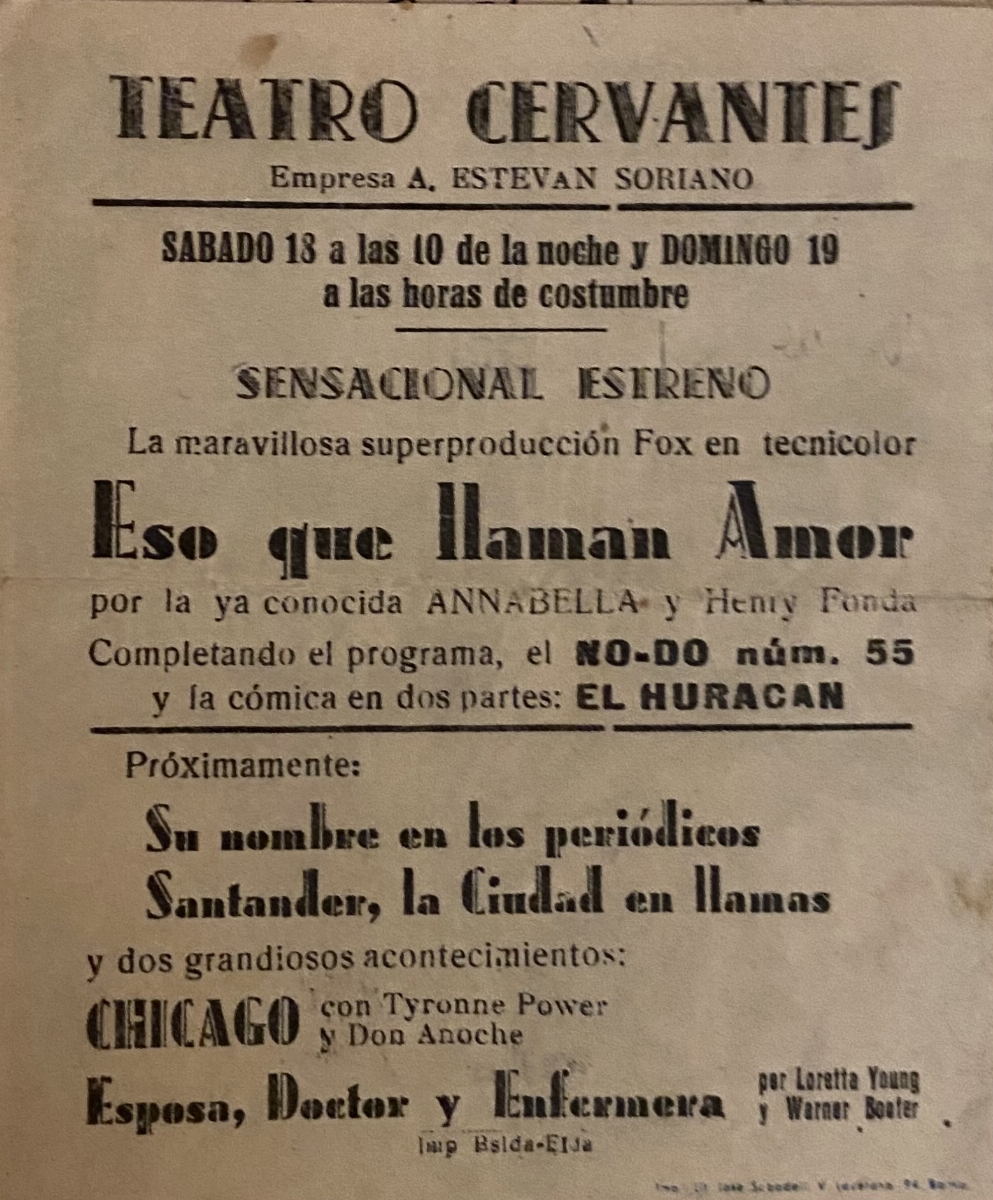 TEATRO CERVANTES
Empresa A. ESTEVAN SORIANO
SABADO 18 a las 10 de la noche y DOMINGO 19
a las horas de costumbre
SENSACIONAL ESTRENO
La maravillosa superproducción Fox en tecnicolor
Eso que llaman Amor
por la ya conocida ANNABELLA y Henry Fonda
Completando el programa, el NO-DO núm. 55
y la cómica en dos partes: EL HURACAN
Próximamente:
Su nombre en los periódicos
Santander, la Ciudad en llamas
y dos grandiosos acontecimientos:
CHICAGO con Tyronne Power
y Don Anoche
Esposa, Doctor y Enfermera por Loretta Young
y Warner Boater
Imp